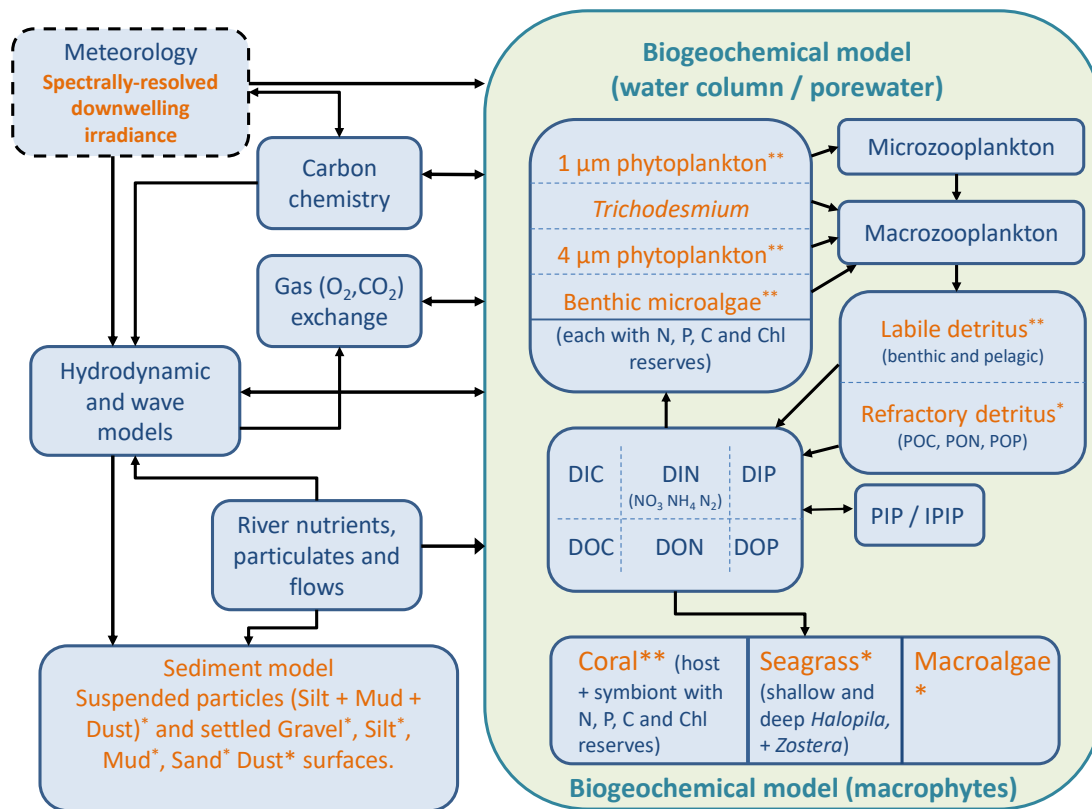 Meteorology
Spectrally-resolved
downwelling
irradiance
Carbon
chemistry
Gas (O₂,CO₂)
exchange
Hydrodynamic
and wave
models
River nutrients,
particulates and
flows
Sediment model
Suspended particles (Silt + Mud +
Dust)* and settled Gravel*, Silt*,
Mud*, Sand* Dust* surfaces.
Biogeochemical model
(water column / porewater)
1 µm phytoplankton**
Trichodesmium
4 µm phytoplankton**
Benthic microalgae**
(each with N, P, C and Chl
reserves)
Microzooplankton
Macrozooplankton
Labile detritus**
(benthic and pelagic)
Refractory detritus*
(POC, PON, POP)
DIC DIN DIP
(NO₃ NH₄ N₂)
DOC DON DOP
PIP / IPIP
Coral** (host
+ symbiont with
N, P, C and Chl
reserves)
Seagrass*
(shallow and
deep Halopila,
+ Zostera)
Macroalgae
*
Biogeochemical model (macrophytes)